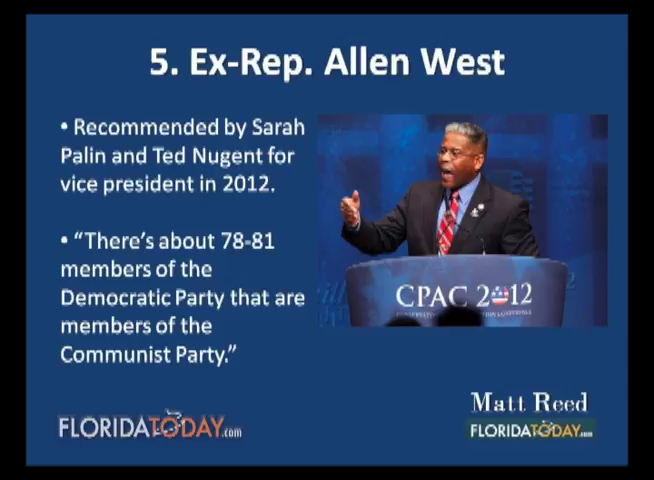 5. Ex-Rep. Allen West
• Recommended by Sarah
Palin and Ted Nugent for
vice president in 2012.
• “There’s about 78-81
members of the
Democratic Party that are
members of the
Communist Party.”
CPAC 2012
Matt Reed
FLORIDATODAY.com
FLORIDATODAY.com